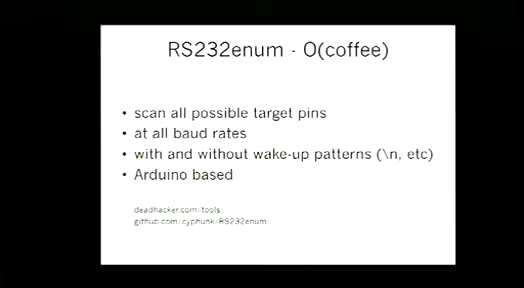 RS232enum - O(coffee)
• scan all possible target pins
• at all baud rates
• with and without wake-up patterns (\n, etc)
• Arduino based
deadhacker.com/tools
github.com/cyphunk/RS232enum